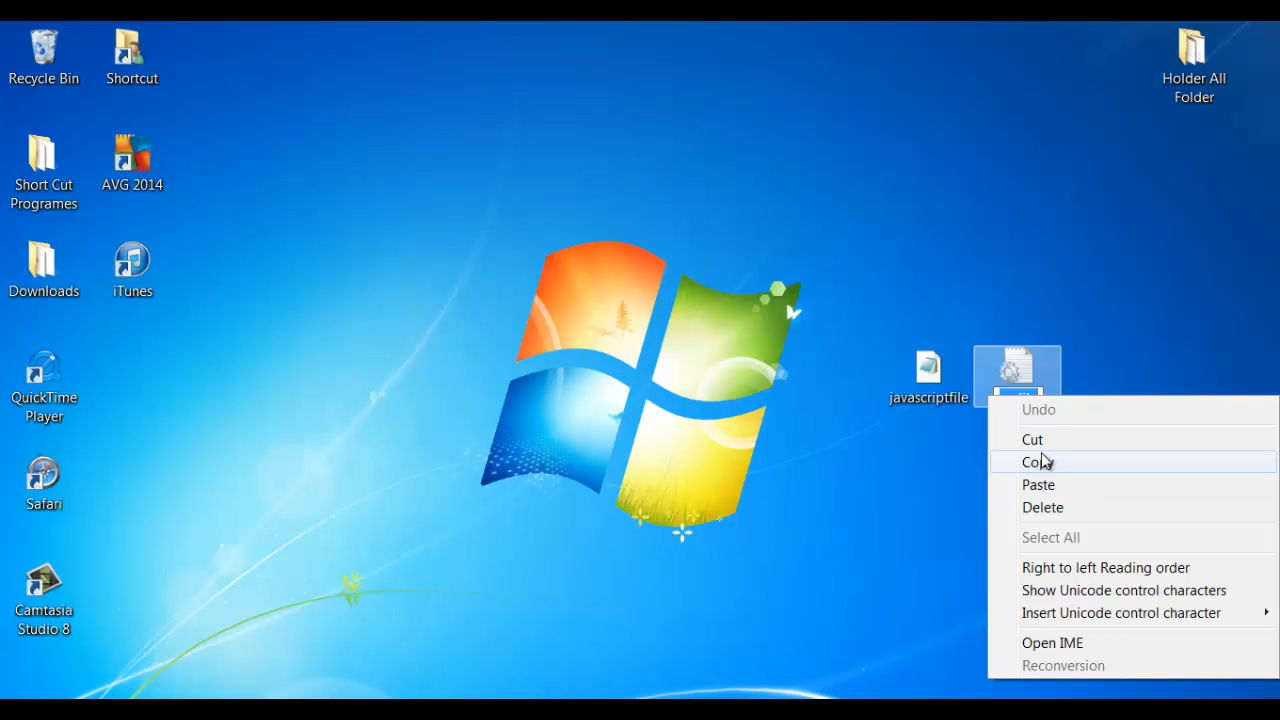 Recycle Bin
Shortcut
Holder All
Folder
Short Cut
Programes
AVG 2014
Downloads
iTunes
QuickTime
Player
javascriptfile
Safari
Camtasia
Studio 8
Undo
Cut
Copy
Paste
Delete
Select All
Right to left Reading order
Show Unicode control characters
Insert Unicode control character
Open IME
Reconversion